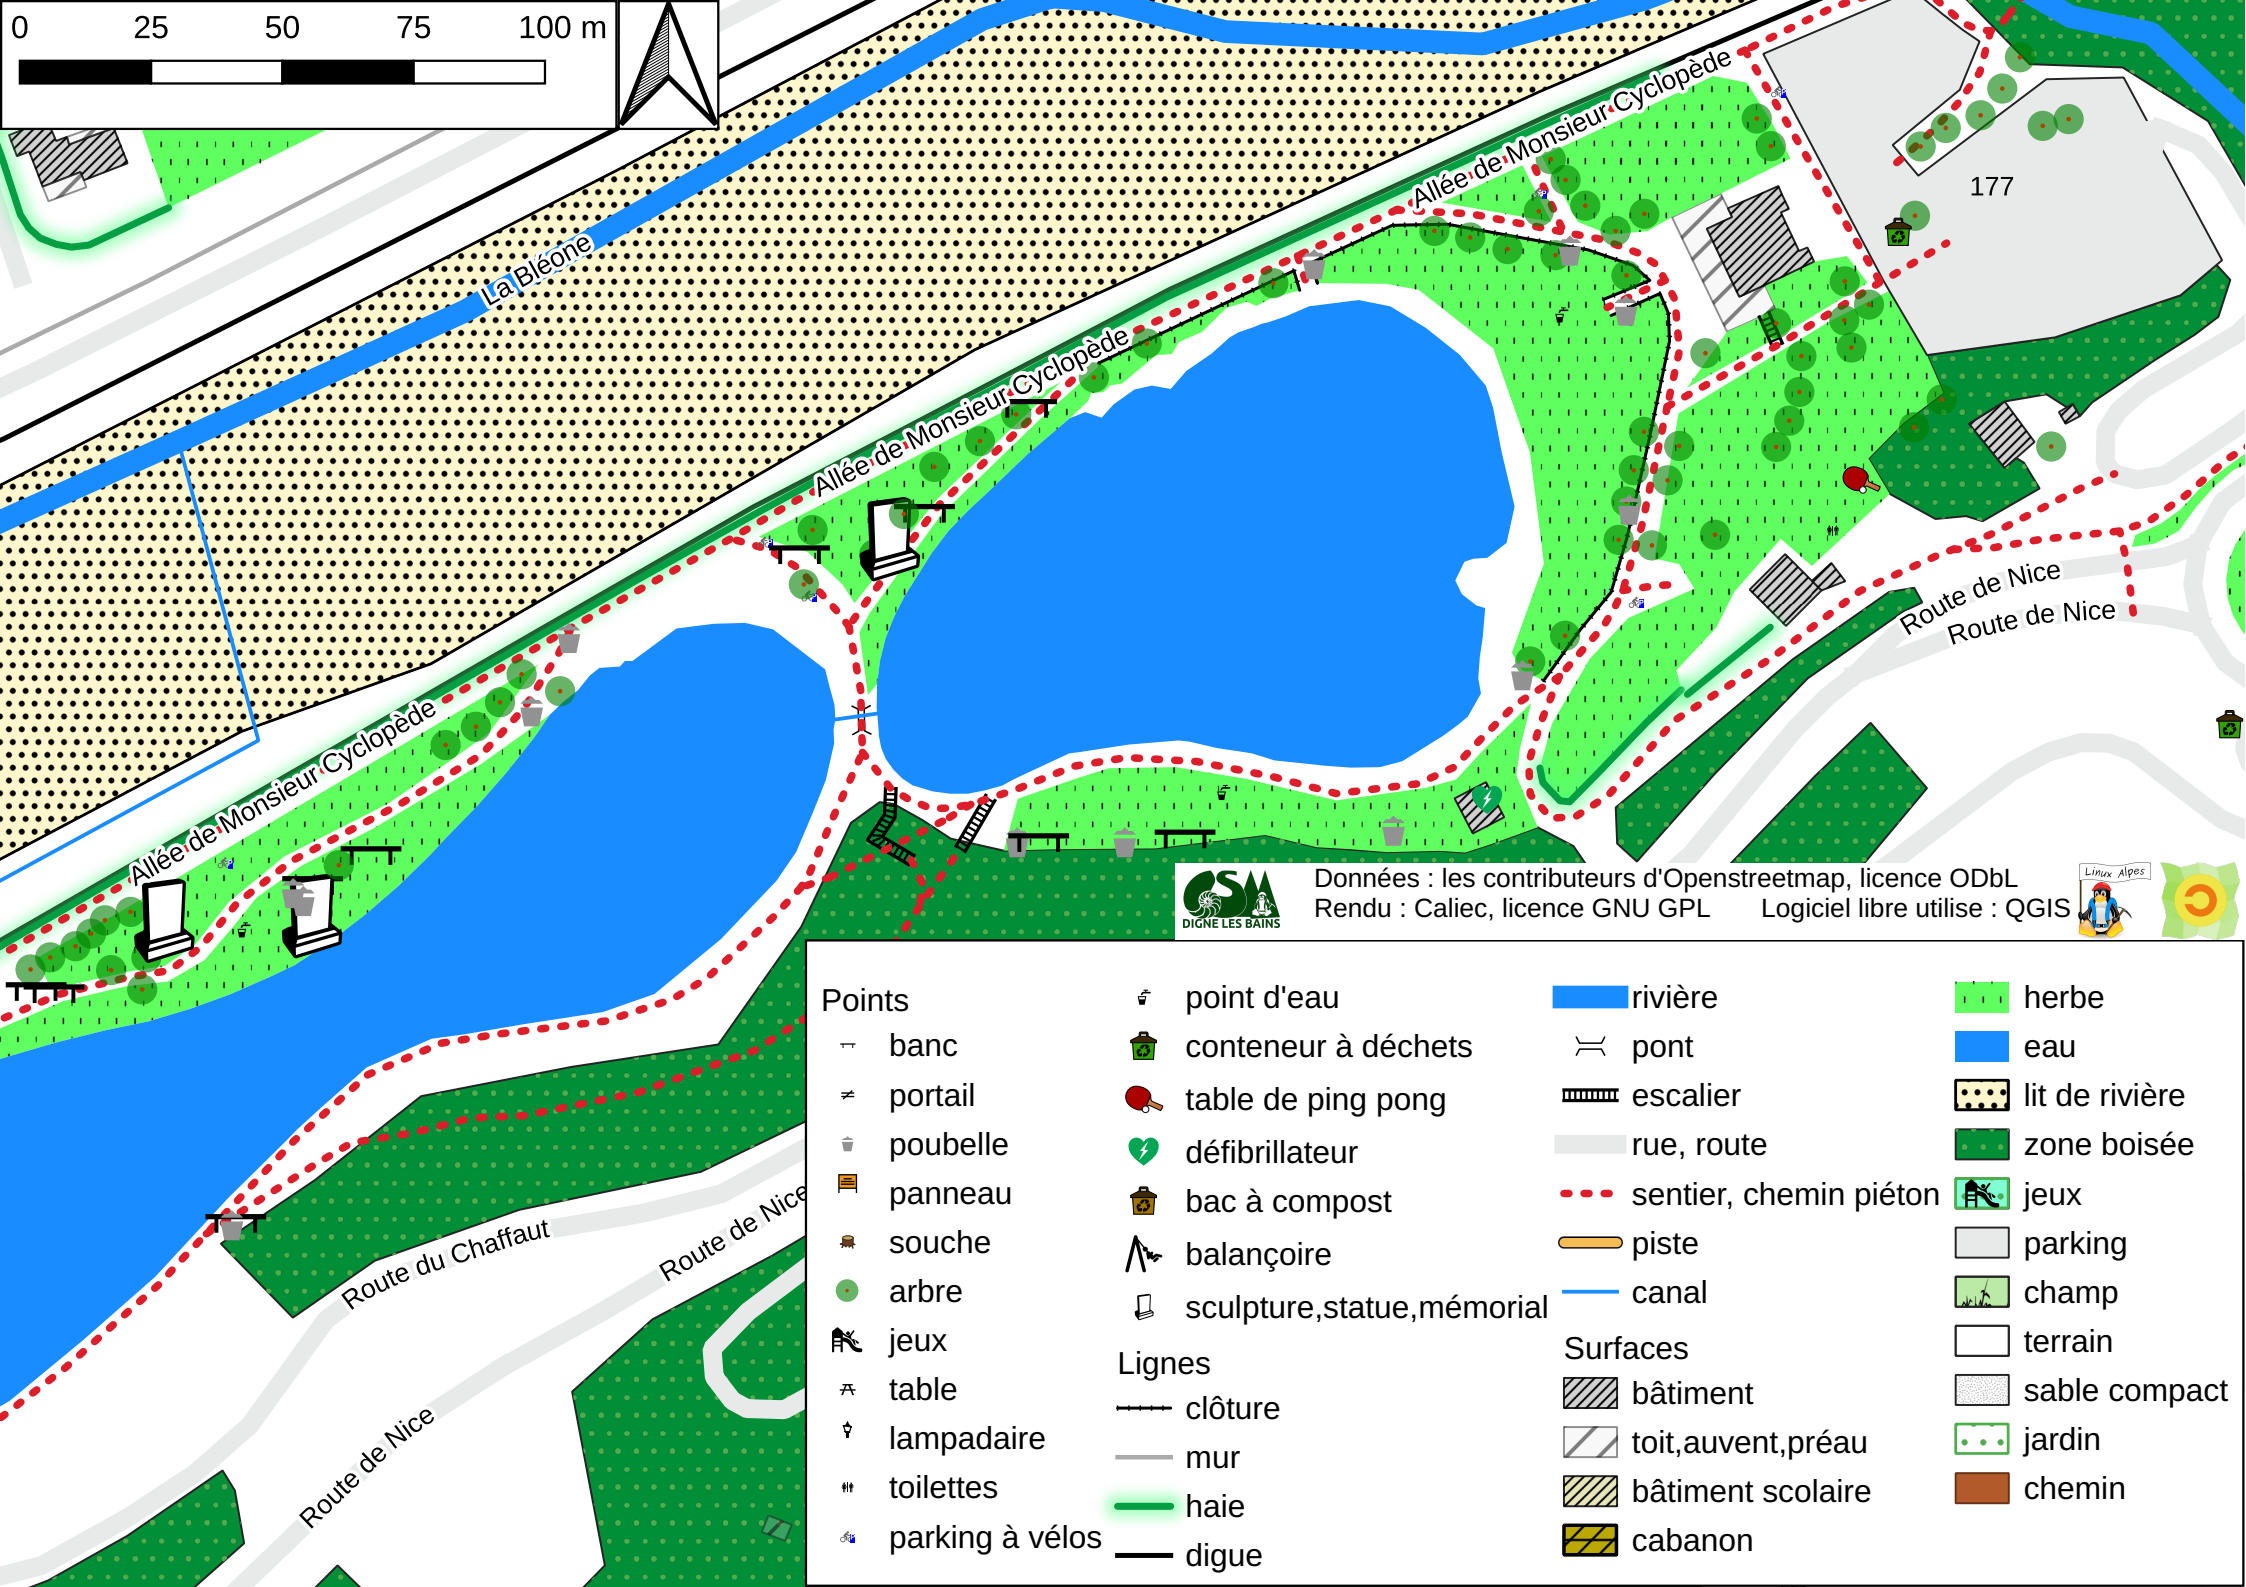 0 25 50 75 100 m
La Bléone
Allée de Monsieur Cyclopède
Allée de Monsieur Cyclopède
Allée de Monsieur Cyclopède
177
Route de Nice
Route de Nice
Route du Chaffaut
Route de Nice
Route de Nice
CSMA
DIGNE LES BAINS
Données : les contributeurs d'Openstreetmap, licence ODbL
Rendu : Caliec, licence GNU GPL Logiciel libre utilise : QGIS
Linux Alpes
Points
banc
portail
poubelle
panneau
souche
arbre
jeux
table
lampadaire
toilettes
parking à vélos
point d'eau
conteneur à déchets
table de ping pong
défibrillateur
bac à compost
balançoire
sculpture,statue,mémorial
Lignes
clôture
mur
haie
digue
rivière
pont
escalier
rue, route
sentier, chemin piéton
piste
canal
Surfaces
bâtiment
toit,auvent,préau
bâtiment scolaire
cabanon
herbe
eau
lit de rivière
zone boisée
jeux
parking
champ
terrain
sable compact
jardin
chemin